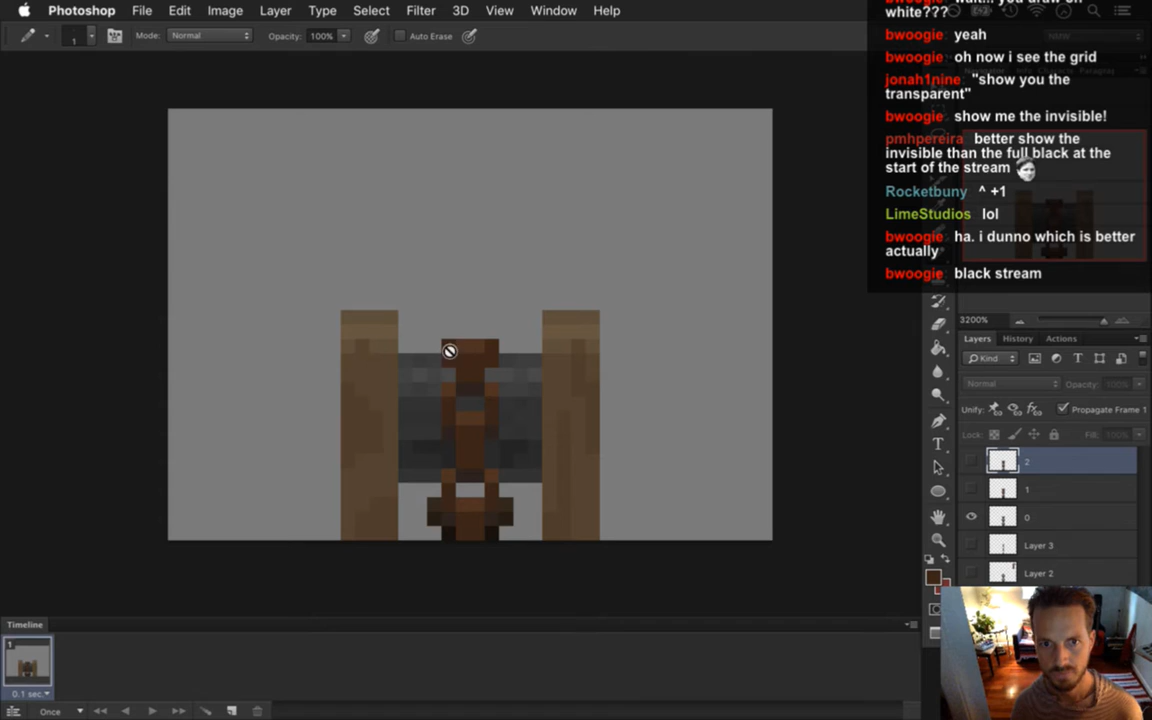 Photoshop File Edit Image Layer Type Select Filter 3D View Window Help
1 Mode: Normal Opacity: 100% Auto Erase
white???
bwoogie yeah
bwoogie oh now i see the grid
jonah1nine: "show you the
transparent"
bwoogie show me the invisible!
pmhpereira better show the
invisible than the full black at the
start of the stream
Rocketbuny ^ +1
LimeStudios lol
bwoogie ha. i dunno which is better
actually
bwoogie black stream
3200%
Layers History Actions
Kind
Normal Opacity: 100%
Unify: Propagate Frame 1
Lock: Fill: 100%
2
1
0
Layer 3
Layer 2
Timeline
1
0.1 sec.
Once